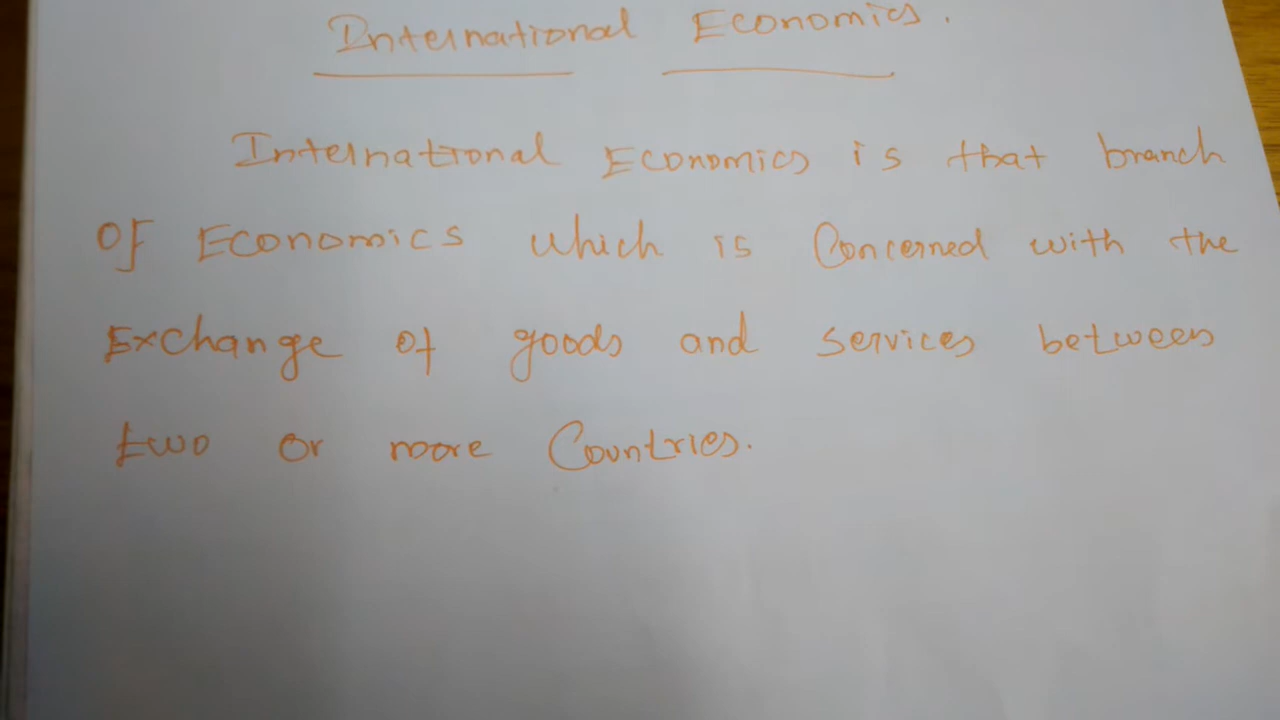 International Economics.
International Economics is that branch
Of Economics which is Concerned with the
Exchange of goods and services between
two or more Countries.